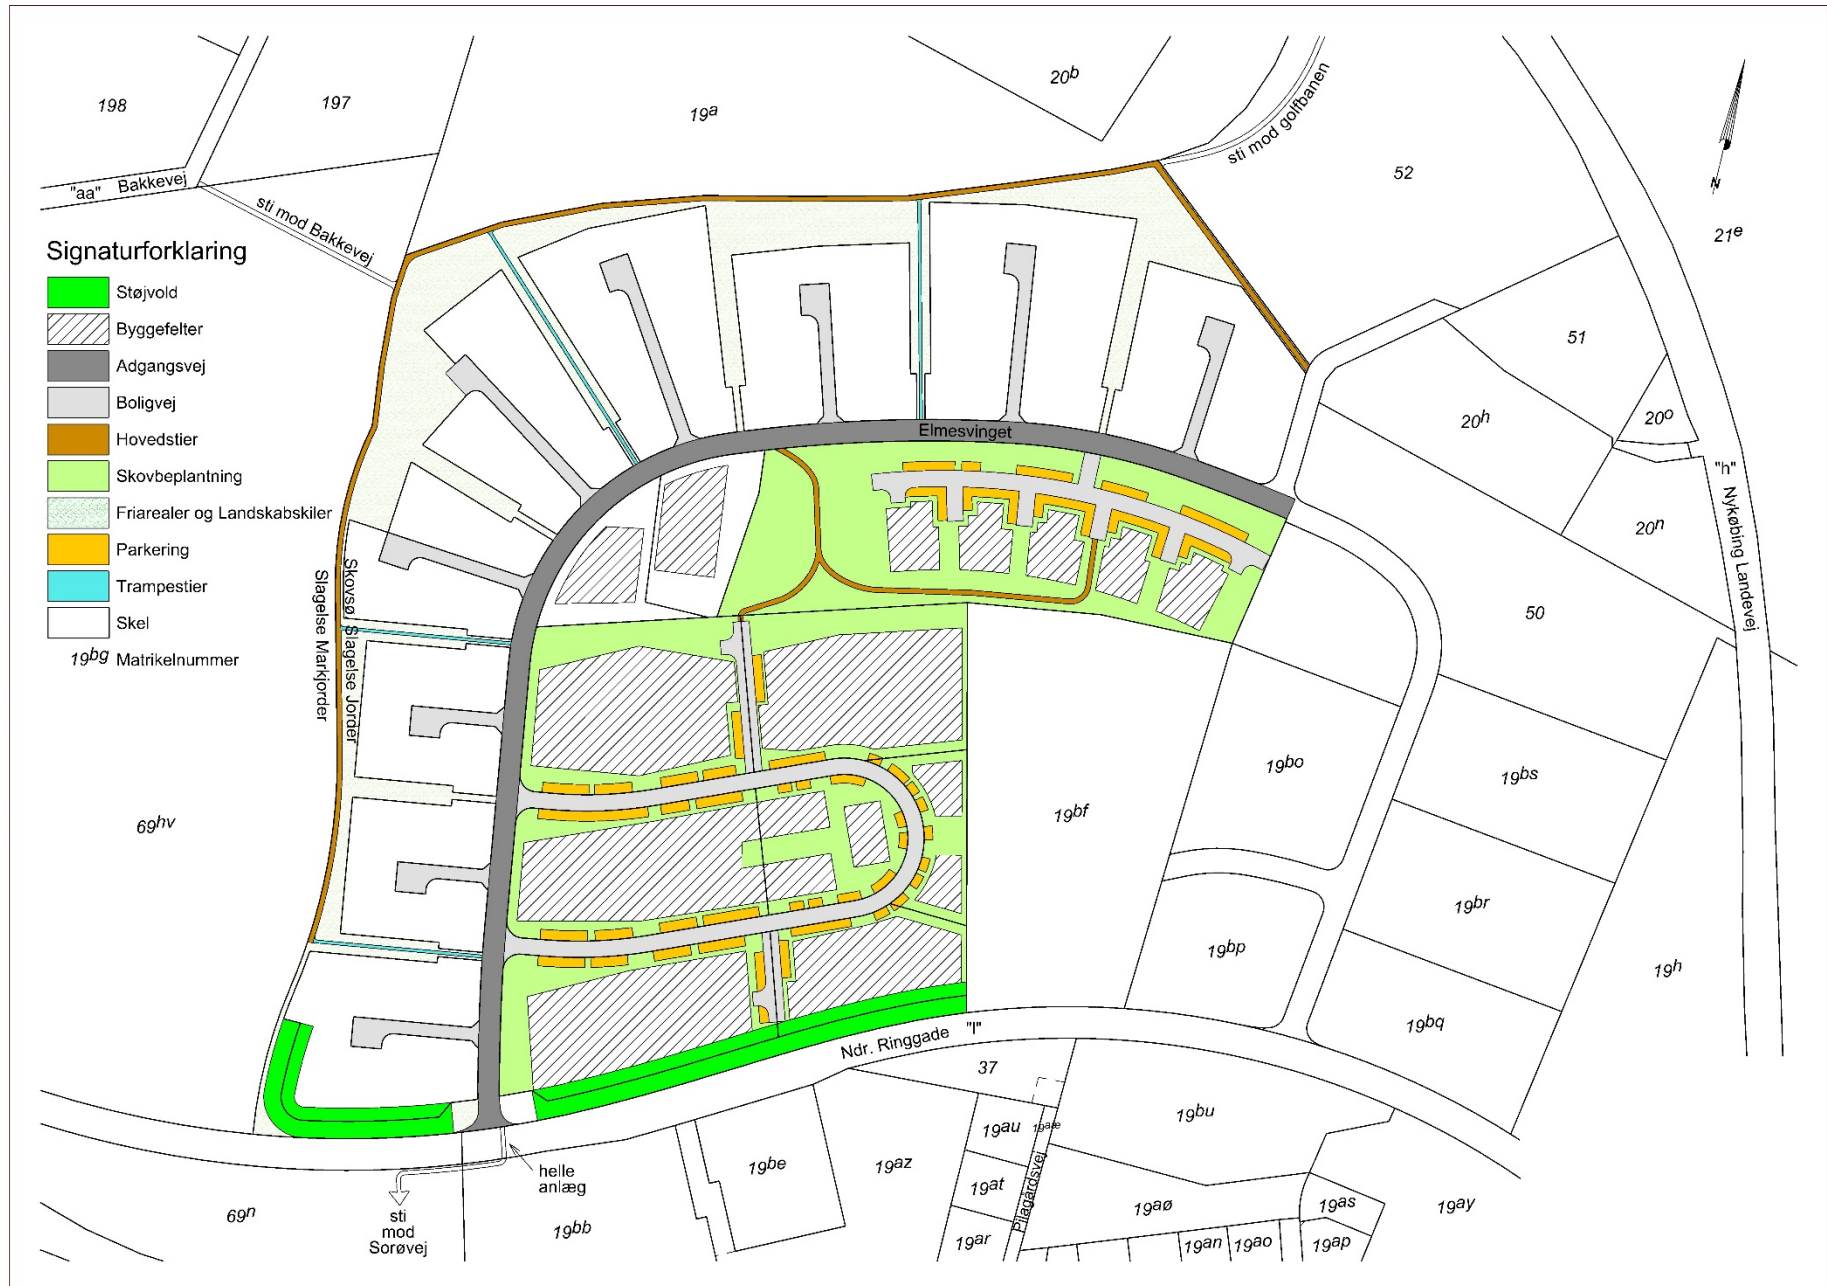 198
197
19a
20b
sti mod golfbanen
52
21e
N
"aa" Bakkevej
sti mod Bakkevej
Signaturforklaring
Støjvold
Byggefelter
Adgangsvej
Boligvej
Hovedstier
Skovbeplantning
Friarealer og Landskabskiler
Parkering
Trampestier
Skel
19bg Matrikelnummer
Elmesvinget
51
20h
20o
"h" Nykøbing Landevej
20n
50
Skovsø Slagelse Jorder
Slagelse Markjorder
69hv
19bo
19bs
19bf
19br
19bp
19h
19bq
Ndr. Ringgade "l"
37
19bu
19au
19aæ
19be
19az
19at
Pilagårdsvej
helle
anlæg
sti
mod
Sorøvej
69n
19bb
19ar
19aø
19as
19ay
19an
19ao
19ap